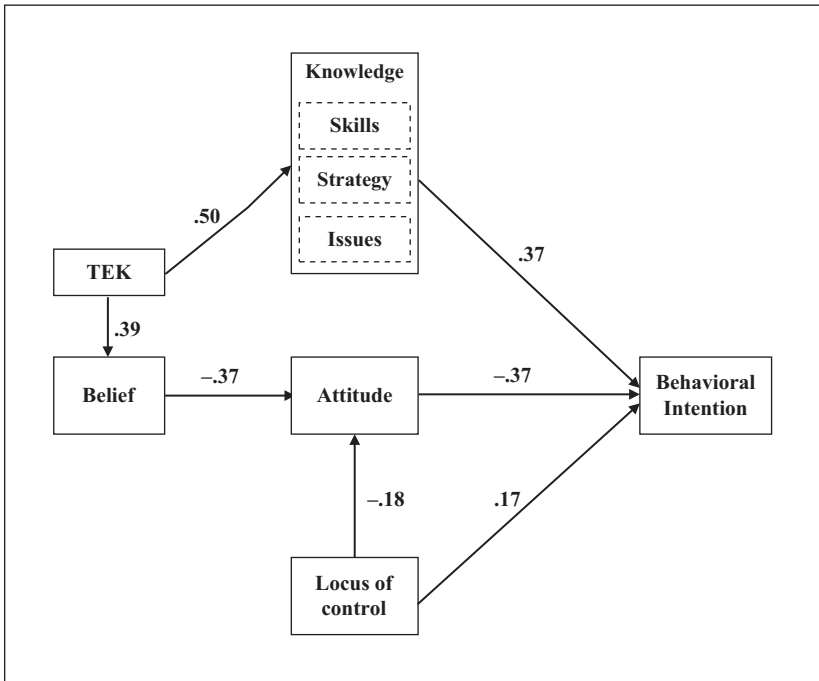 Knowledge
Skills
Strategy
Issues
.50
.37
TEK
.39
Belief
–.37
Attitude
–.37
Behavioral
Intention
–.18
.17
Locus of
control